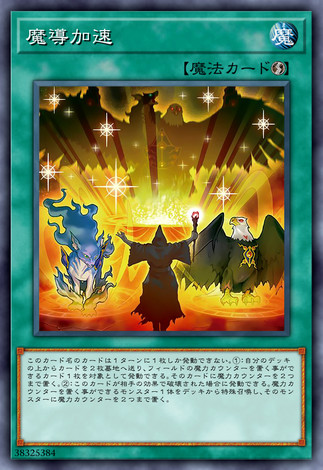 魔導加速
魔
【魔法カード】
このカード名のカードは１ターンに１枚しか発動できない。①：自分のデッキ
の上からカードを２枚墓地へ送り、フィールドの魔力カウンターを置く事がで
きるカード１枚を対象として発動できる。そのカードに魔力カウンターを２つ
まで置く。②：このカードが相手の効果で破壊された場合に発動できる。魔力カ
ウンターを置く事ができるモンスター１体をデッキから特殊召喚し、そのモン
スターに魔力カウンターを２つまで置く。
38325384